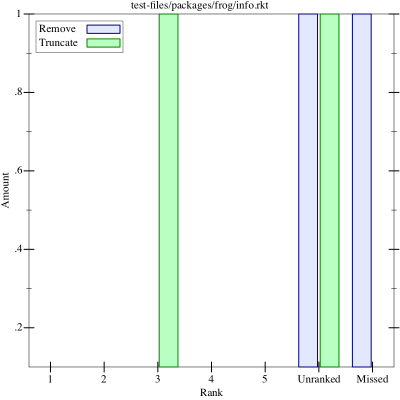 test-files/packages/frog/info.rkt
Remove
Truncate
1
.8
.6
.4
.2
Amount
1 2 3 4 5 Unranked Missed
Rank